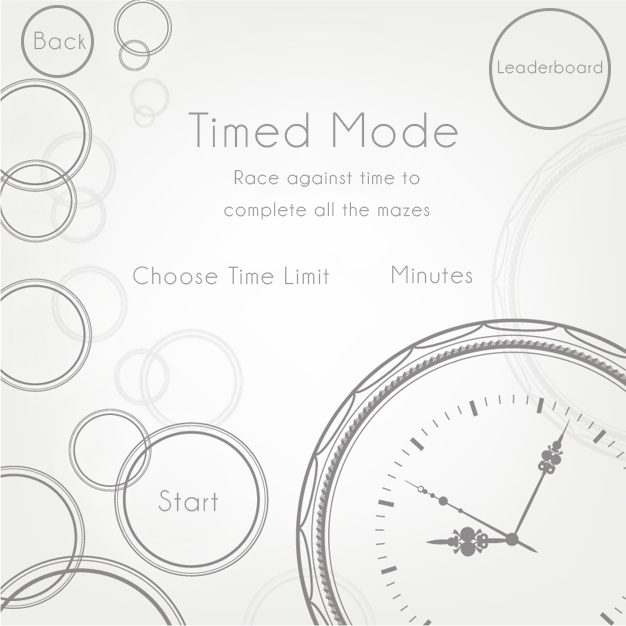 Back
Leaderboard
Timed Mode
Race against time to
complete all the mazes
Choose Time Limit Minutes
Start